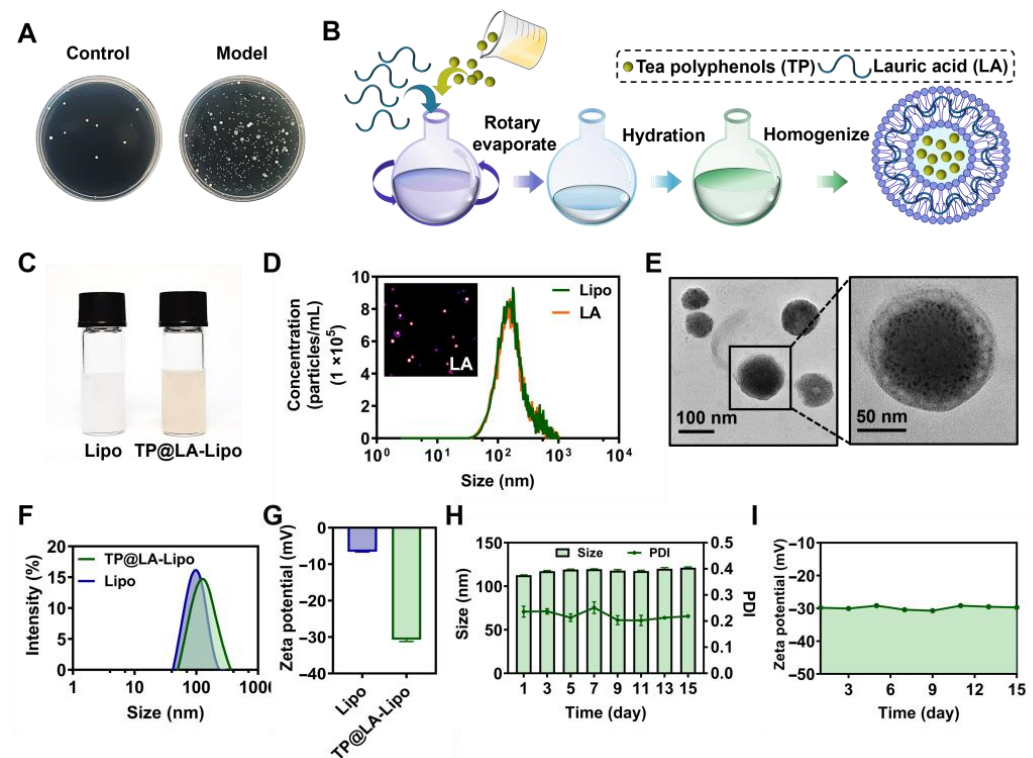 A
Control
Model
B
Tea polyphenols (TP)
Lauric acid (LA)
Rotary
evaporate
Hydration
Homogenize
C
Lipo
TP@LA-Lipo
D
Concentration
(particles/mL)
(1 ×10⁵)
10
8
6
4
2
0
Lipo
LA
LA
10⁰
10¹
10²
10³
10⁴
Size (nm)
E
100 nm
50 nm
F
Intensity (%)
20
15
10
5
0
TP@LA-Lipo
Lipo
1
10
100
1000
Size (nm)
G
Zeta potential (mV)
0
−10
−20
−30
−40
Lipo
TP@LA-Lipo
H
Size (nm)
150
100
50
0
Size
PDI
0.5
0.4
0.3
0.2
0.1
0.0
PDI
1 3 5 7 9 11 13 15
Time (day)
I
Zeta potential (mV)
−10
−20
−30
−40
−50
3 6 9 12 15
Time (day)